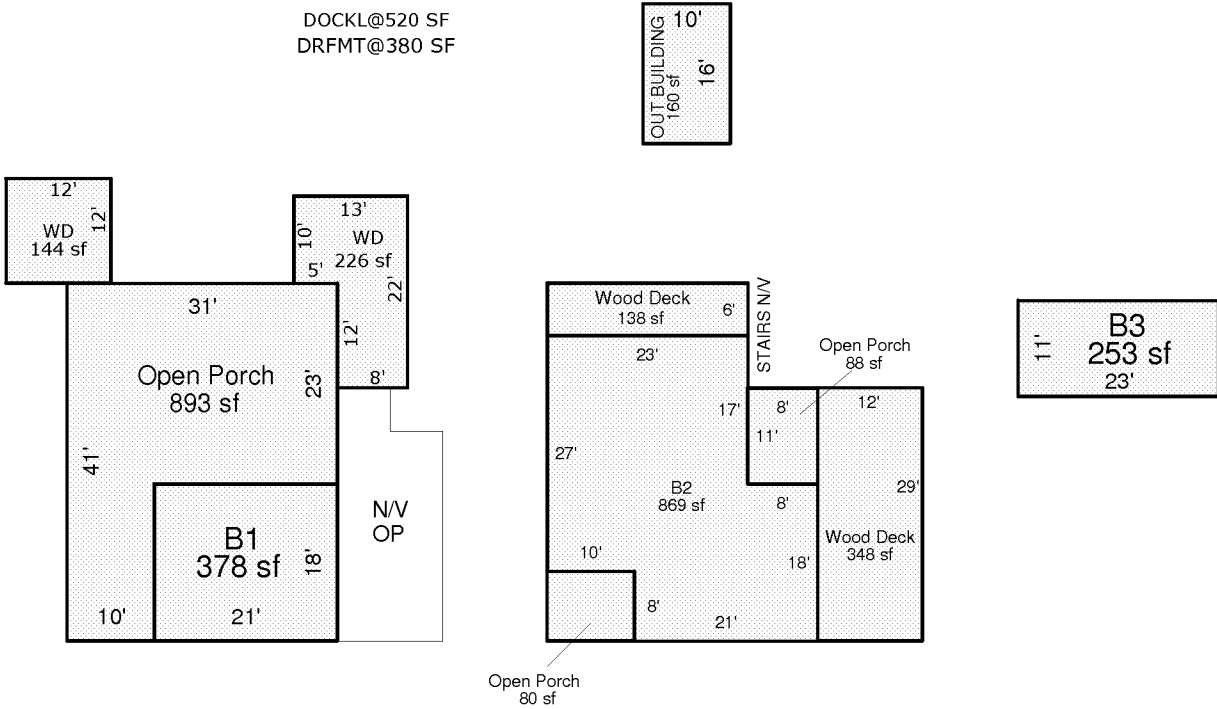 DOCKL@520 SF
DRFMT@380 SF
10'
16'
OUT BUILDING
160 sf
12'
12'
WD
144 sf
13'
10'
WD
226 sf
5'
22'
12'
8'
31'
Open Porch
893 sf
23'
41'
N/V
OP
B1
378 sf
18'
10'
21'
Wood Deck
138 sf
6'
STAIRS N/V
23'
Open Porch
88 sf
17'
8'
12'
11'
27'
B2
869 sf
8'
29'
Wood Deck
348 sf
10'
18'
8'
21'
Open Porch
80 sf
B3
253 sf
11'
23'